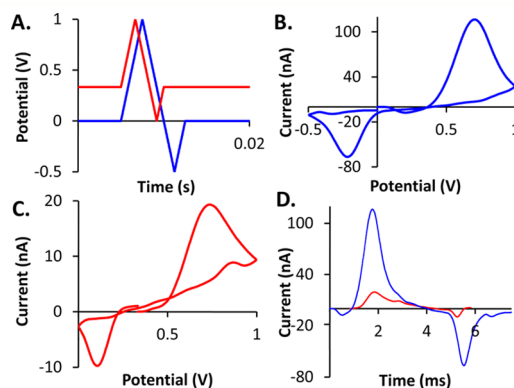 A.
1
0.5
0
-0.5
0.02
Potential (V)
Time (s)
B.
100
40
-20
-80
-0.5
0.5
1
Current (nA)
Potential (V)
C.
20
10
0
-10
0.5
1
Current (nA)
Potential (V)
D.
100
40
-20
-80
2
4
6
Current (nA)
Time (ms)